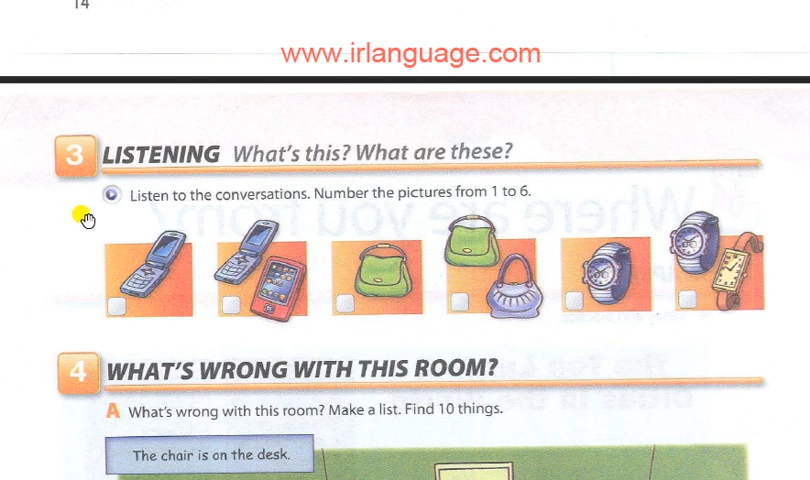 14
www.irlanguage.com
3 LISTENING What's this? What are these?
Listen to the conversations. Number the pictures from 1 to 6.
4 WHAT'S WRONG WITH THIS ROOM?
A What's wrong with this room? Make a list. Find 10 things.
The chair is on the desk.